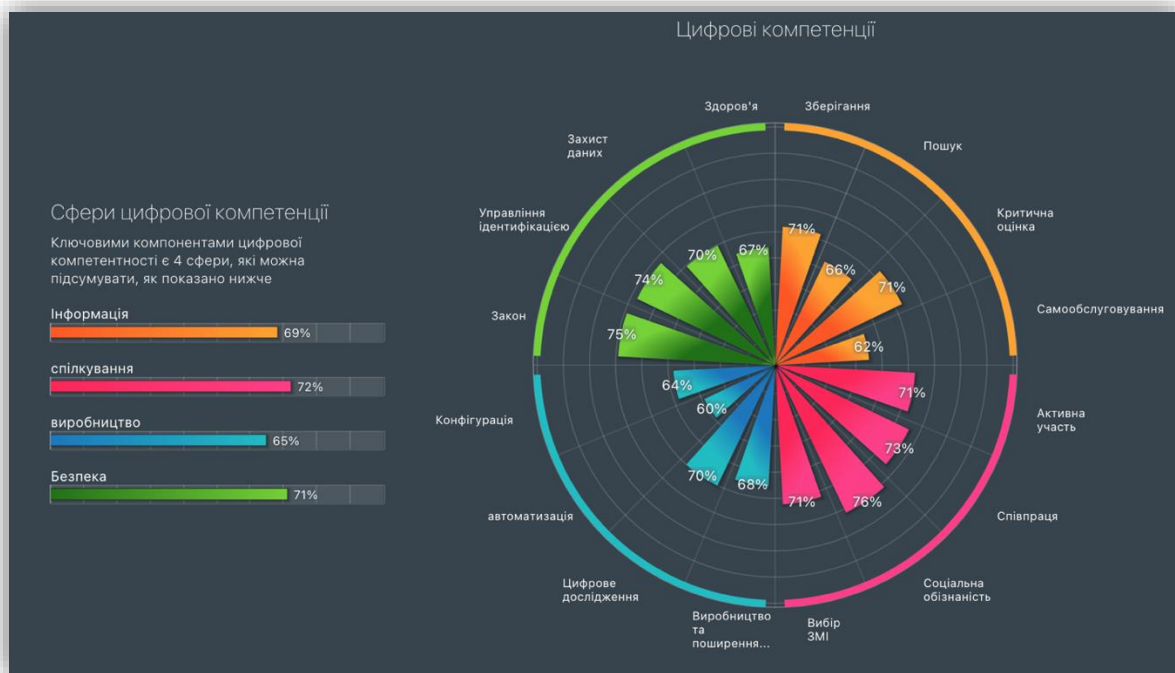 Цифрові компетенції
Сфери цифрової компетенції
Ключовими компонентами цифрової
компетентності є 4 сфери, які можна
підсумувати, як показано нижче
Інформація
69%
спілкування
72%
виробництво
65%
Безпека
71%
Здоров'я
Зберігання
Захист
даних
Пошук
Управління
ідентифікацією
Критична
оцінка
Закон
Самообслуговування
Конфігурація
Активна
участь
автоматизація
Співпраця
Цифрове
дослідження
Соціальна
обізнаність
Виробництво
та
поширення...
Вибір
ЗМІ
71%
66%
71%
62%
71%
73%
76%
71%
68%
70%
60%
64%
75%
74%
70%
67%